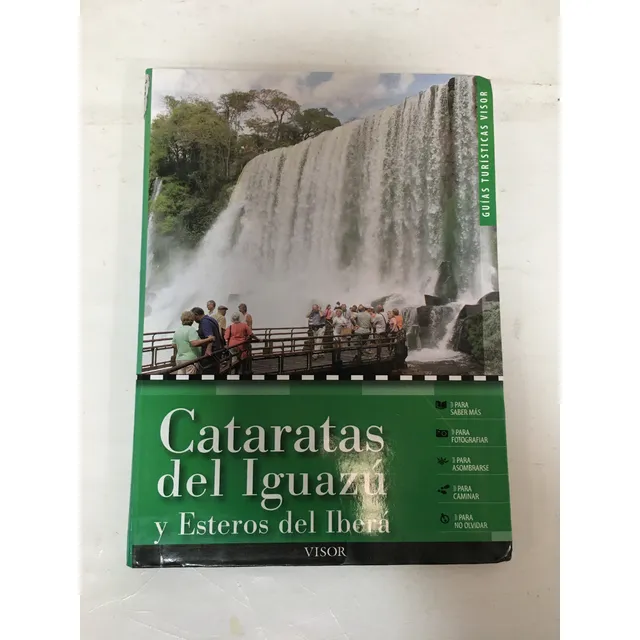 GUÍAS TURÍSTICAS VISOR
Cataratas
del Iguazú
y Esteros del Iberá
3 PARA
SABER MÁS
3 PARA
FOTOGRAFIAR
3 PARA
ASOMBRARSE
3 PARA
CAMINAR
3 PARA
NO OLVIDAR
VISOR